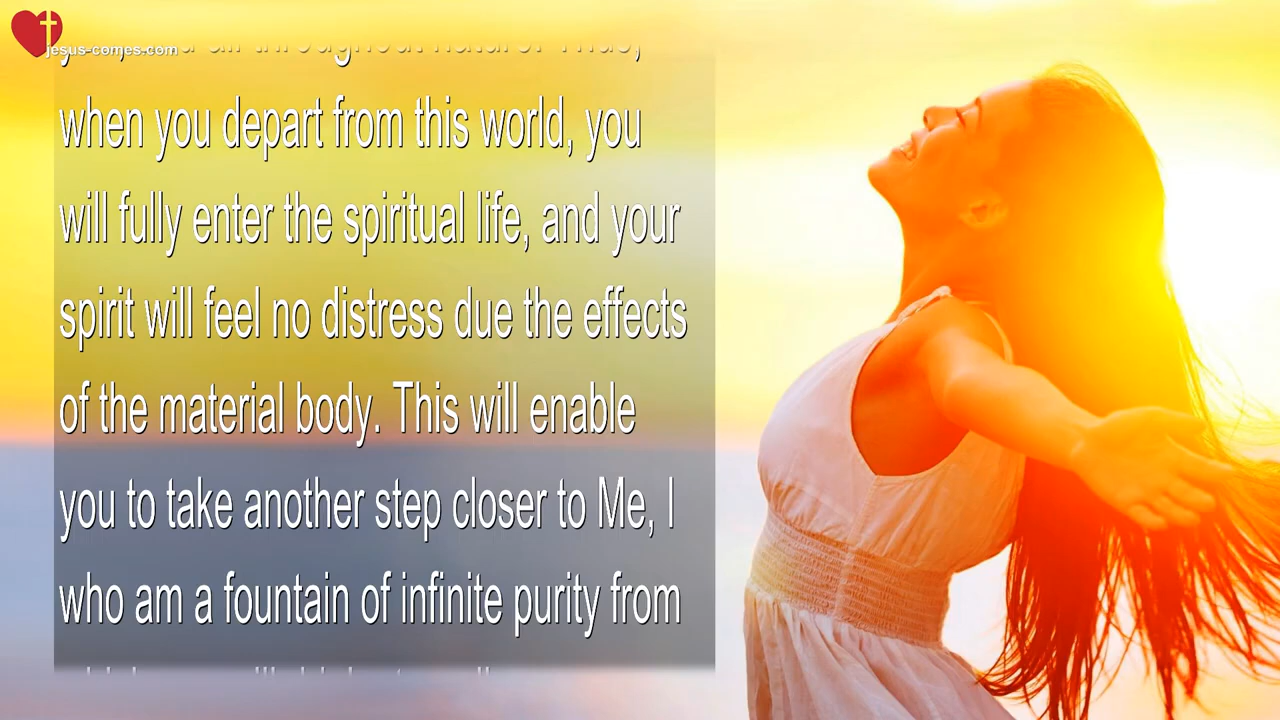 jesus-comes.com
when you depart from this world, you
will fully enter the spiritual life, and your
spirit will feel no distress due the effects
of the material body. This will enable
you to take another step closer to Me, I
who am a fountain of infinite purity from